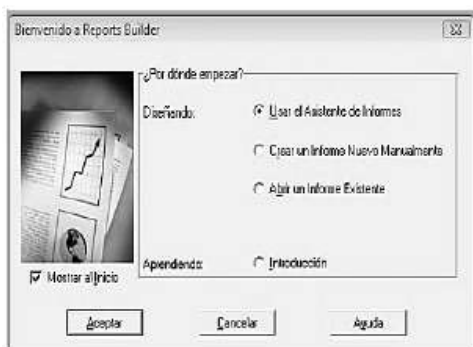 Bienvenido a Reports Builder
¿Por dónde empezar?
Diseñando:
Usar el Asistente de Informes
Crear un Informe Nuevo Manualmente
Abrir un Informe Existente
Mostrar al Inicio
Aprendiendo:
Introducción
Aceptar
Cancelar
Ayuda